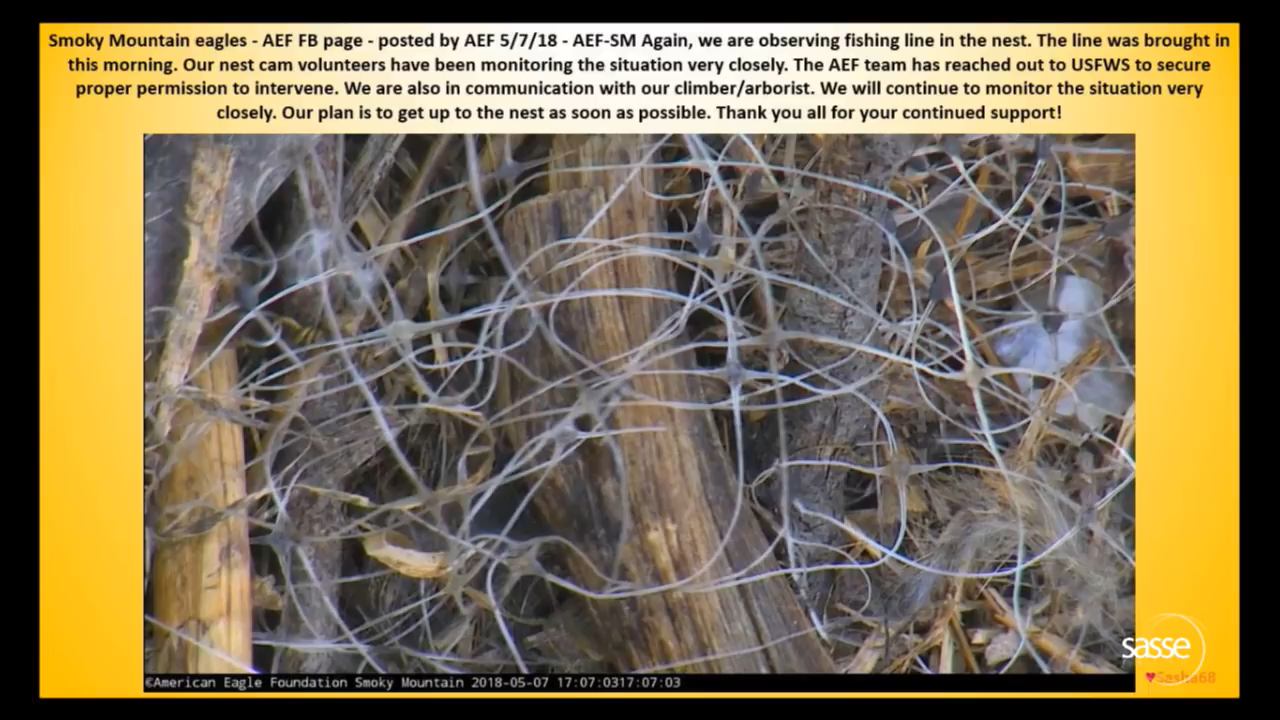 Smoky Mountain eagles - AEF FB page - posted by AEF 5/7/18 - AEF-SM Again, we are observing fishing line in the nest. The line was brought in
this morning. Our nest cam volunteers have been monitoring the situation very closely. The AEF team has reached out to USFWS to secure
proper permission to intervene. We are also in communication with our climber/arborist. We will continue to monitor the situation very
closely. Our plan is to get up to the nest as soon as possible. Thank you all for your continued support!
sasse
♥Sasha68
©American Eagle Foundation Smoky Mountain 2018-05-07 17:07:0317:07:03